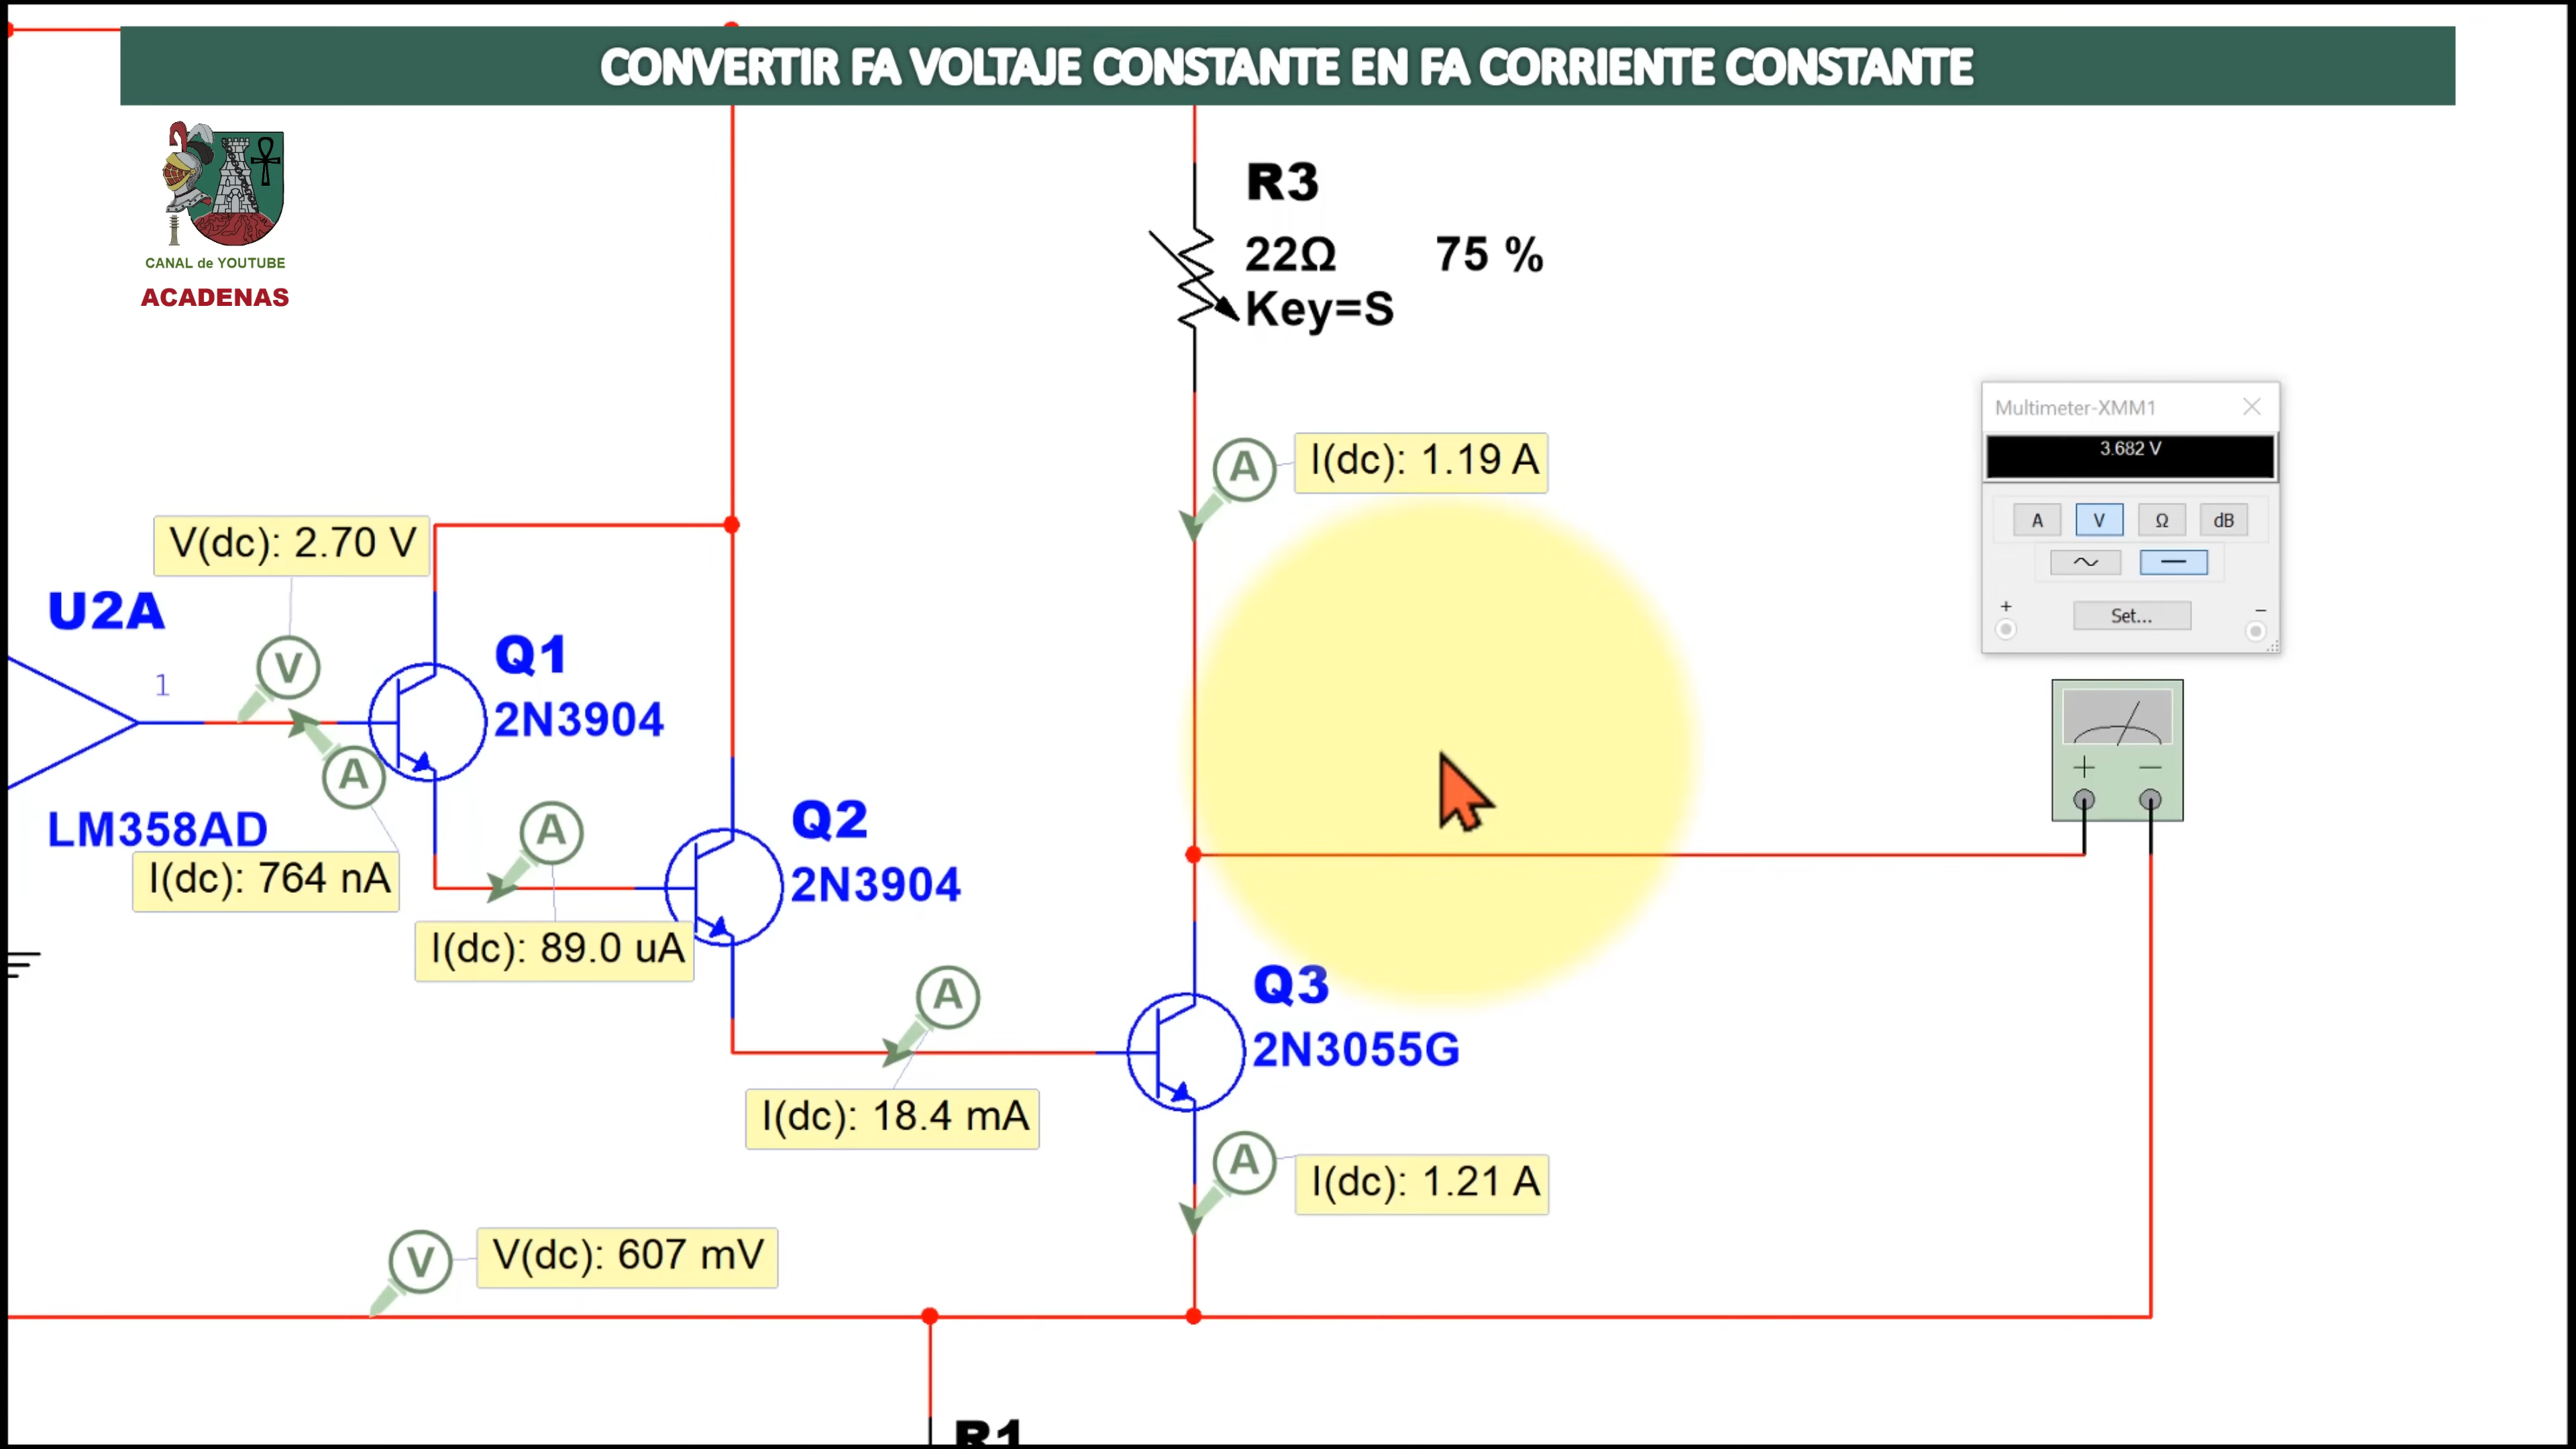 CONVERTIR FA VOLTAJE CONSTANTE EN FA CORRIENTE CONSTANTE
CANAL de YOUTUBE
ACADENAS
R3
22Ω 75 %
Key=S
Multimeter-XMM1
3.682 V
A V Ω dB
Set...
+ −
A
I(dc): 1.19 A
V(dc): 2.70 V
U2A
V
1
Q1
2N3904
A
LM358AD
I(dc): 764 nA
A
I(dc): 89.0 uA
Q2
2N3904
+ −
A
I(dc): 18.4 mA
Q3
2N3055G
A
I(dc): 1.21 A
V
V(dc): 607 mV
R1